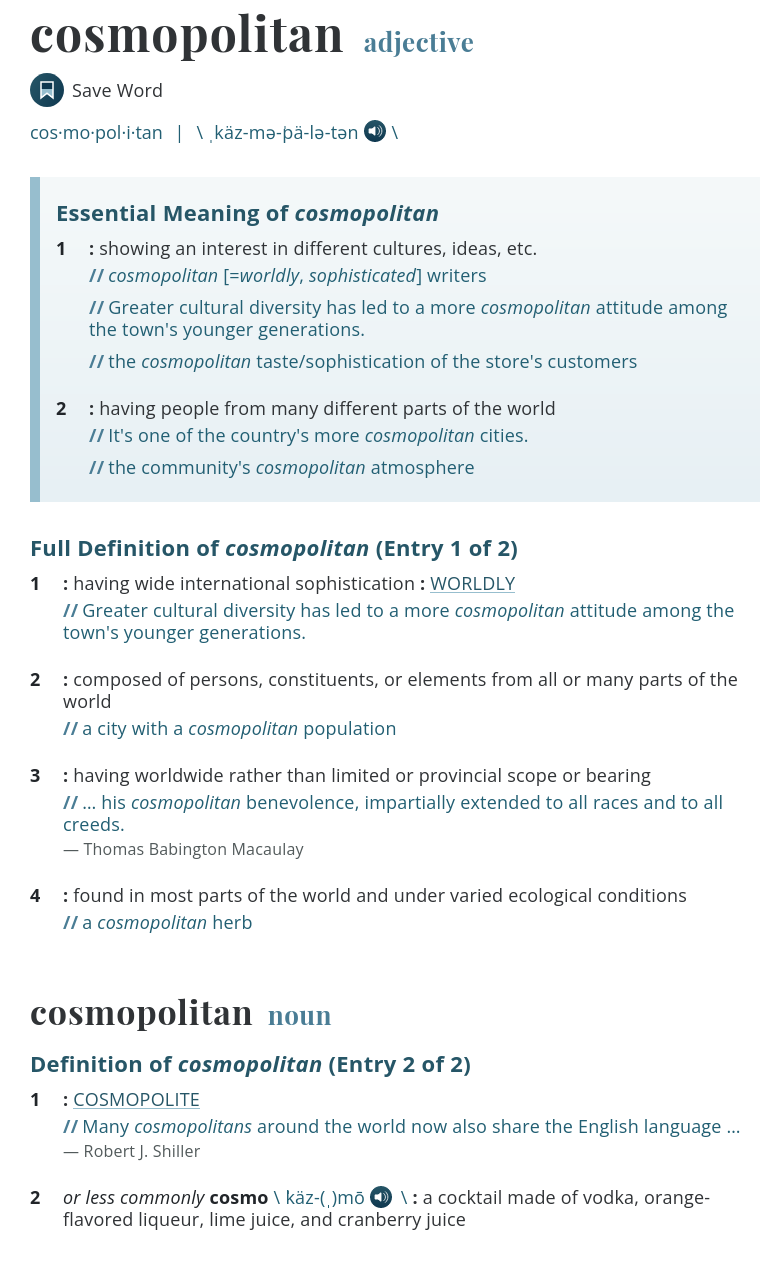 cosmopolitan adjective
Save Word
cos·mo·pol·i·tan | \ ˌkäz-mə-ˈpä-lə-tən \
Essential Meaning of cosmopolitan
1 : showing an interest in different cultures, ideas, etc.
// cosmopolitan [=worldly, sophisticated] writers
// Greater cultural diversity has led to a more cosmopolitan attitude among
the town's younger generations.
// the cosmopolitan taste/sophistication of the store's customers
2 : having people from many different parts of the world
// It's one of the country's more cosmopolitan cities.
// the community's cosmopolitan atmosphere
Full Definition of cosmopolitan (Entry 1 of 2)
1 : having wide international sophistication : WORLDLY
// Greater cultural diversity has led to a more cosmopolitan attitude among the
town's younger generations.
2 : composed of persons, constituents, or elements from all or many parts of the
world
// a city with a cosmopolitan population
3 : having worldwide rather than limited or provincial scope or bearing
// … his cosmopolitan benevolence, impartially extended to all races and to all
creeds.
— Thomas Babington Macaulay
4 : found in most parts of the world and under varied ecological conditions
// a cosmopolitan herb
cosmopolitan noun
Definition of cosmopolitan (Entry 2 of 2)
1 : COSMOPOLITE
// Many cosmopolitans around the world now also share the English language …
— Robert J. Shiller
2 or less commonly cosmo \ ˈkäz-(ˌ)mō \ : a cocktail made of vodka, orange-
flavored liqueur, lime juice, and cranberry juice